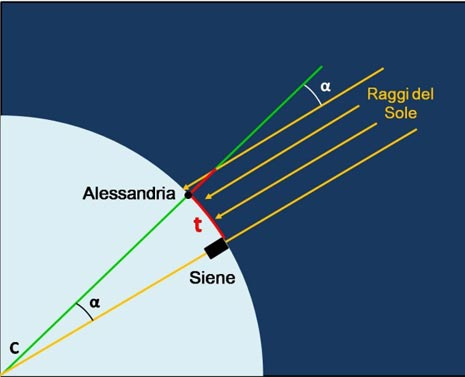 α
Raggi del
Sole
Alessandria
t
Siene
α
C